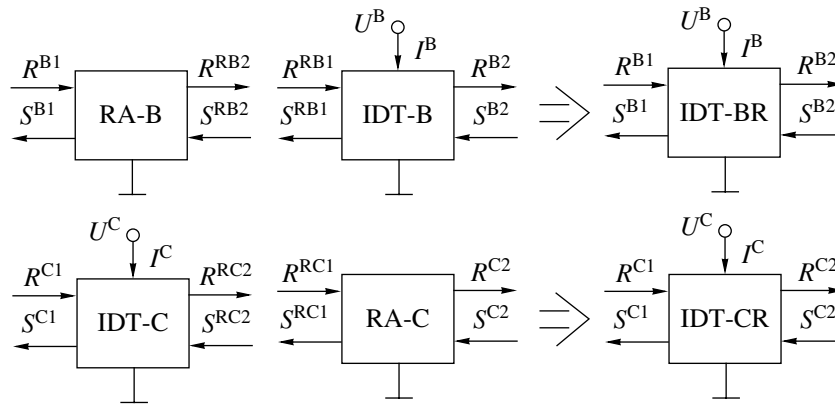 U^B U^B
R^B1 R^RB2 R^RB1 I^B R^RB2 R^B1 I^B R^B2
S^B1 RA-B S^RB2 S^RB1 IDT-B S^B2 S^B1 IDT-BR S^B2
U^C U^C
R^C1 I^C R^RC2 R^RC1 R^C2 R^C1 I^C R^C2
S^C1 IDT-C S^RC2 S^RC1 RA-C S^C2 S^C1 IDT-CR S^C2